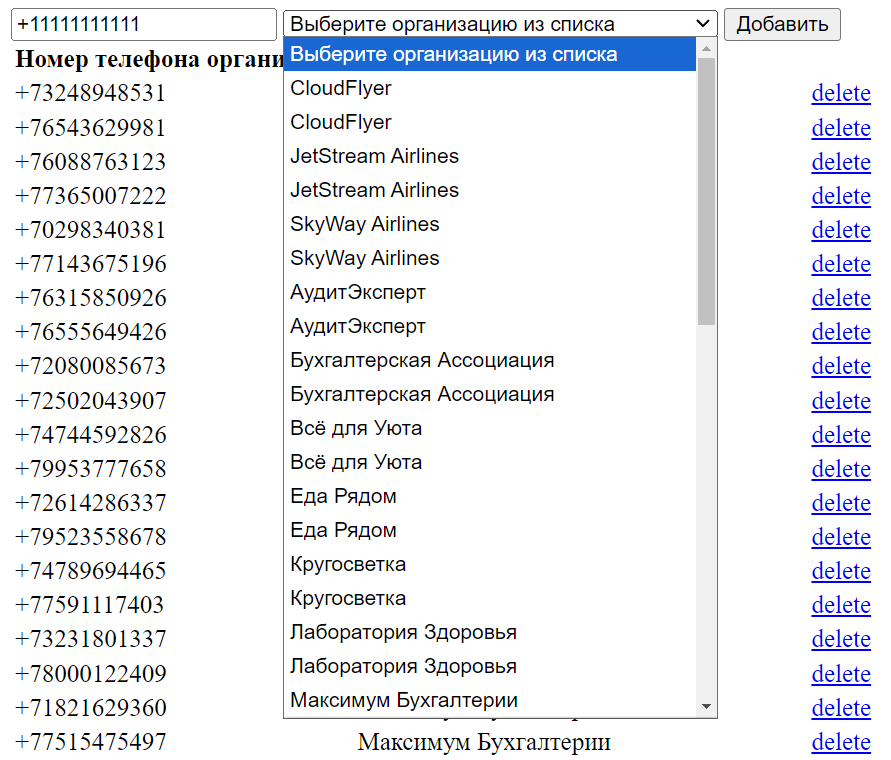 +11111111111 Выберите организацию из списка Добавить
Номер телефона органи Выберите организацию из списка
+73248948531 CloudFlyer delete
+76543629981 CloudFlyer delete
+76088763123 JetStream Airlines delete
+77365007222 JetStream Airlines delete
+70298340381 SkyWay Airlines delete
+77143675196 SkyWay Airlines delete
+76315850926 АудитЭксперт delete
+76555649426 АудитЭксперт delete
+72080085673 Бухгалтерская Ассоциация delete
+72502043907 Бухгалтерская Ассоциация delete
+74744592826 Всё для Уюта delete
+79953777658 Всё для Уюта delete
+72614286337 Еда Рядом delete
+79523558678 Еда Рядом delete
+74789694465 Кругосветка delete
+77591117403 Кругосветка delete
+73231801337 Лаборатория Здоровья delete
+78000122409 Лаборатория Здоровья delete
+71821629360 Максимум Бухгалтерии delete
+77515475497 Максимум Бухгалтерии delete